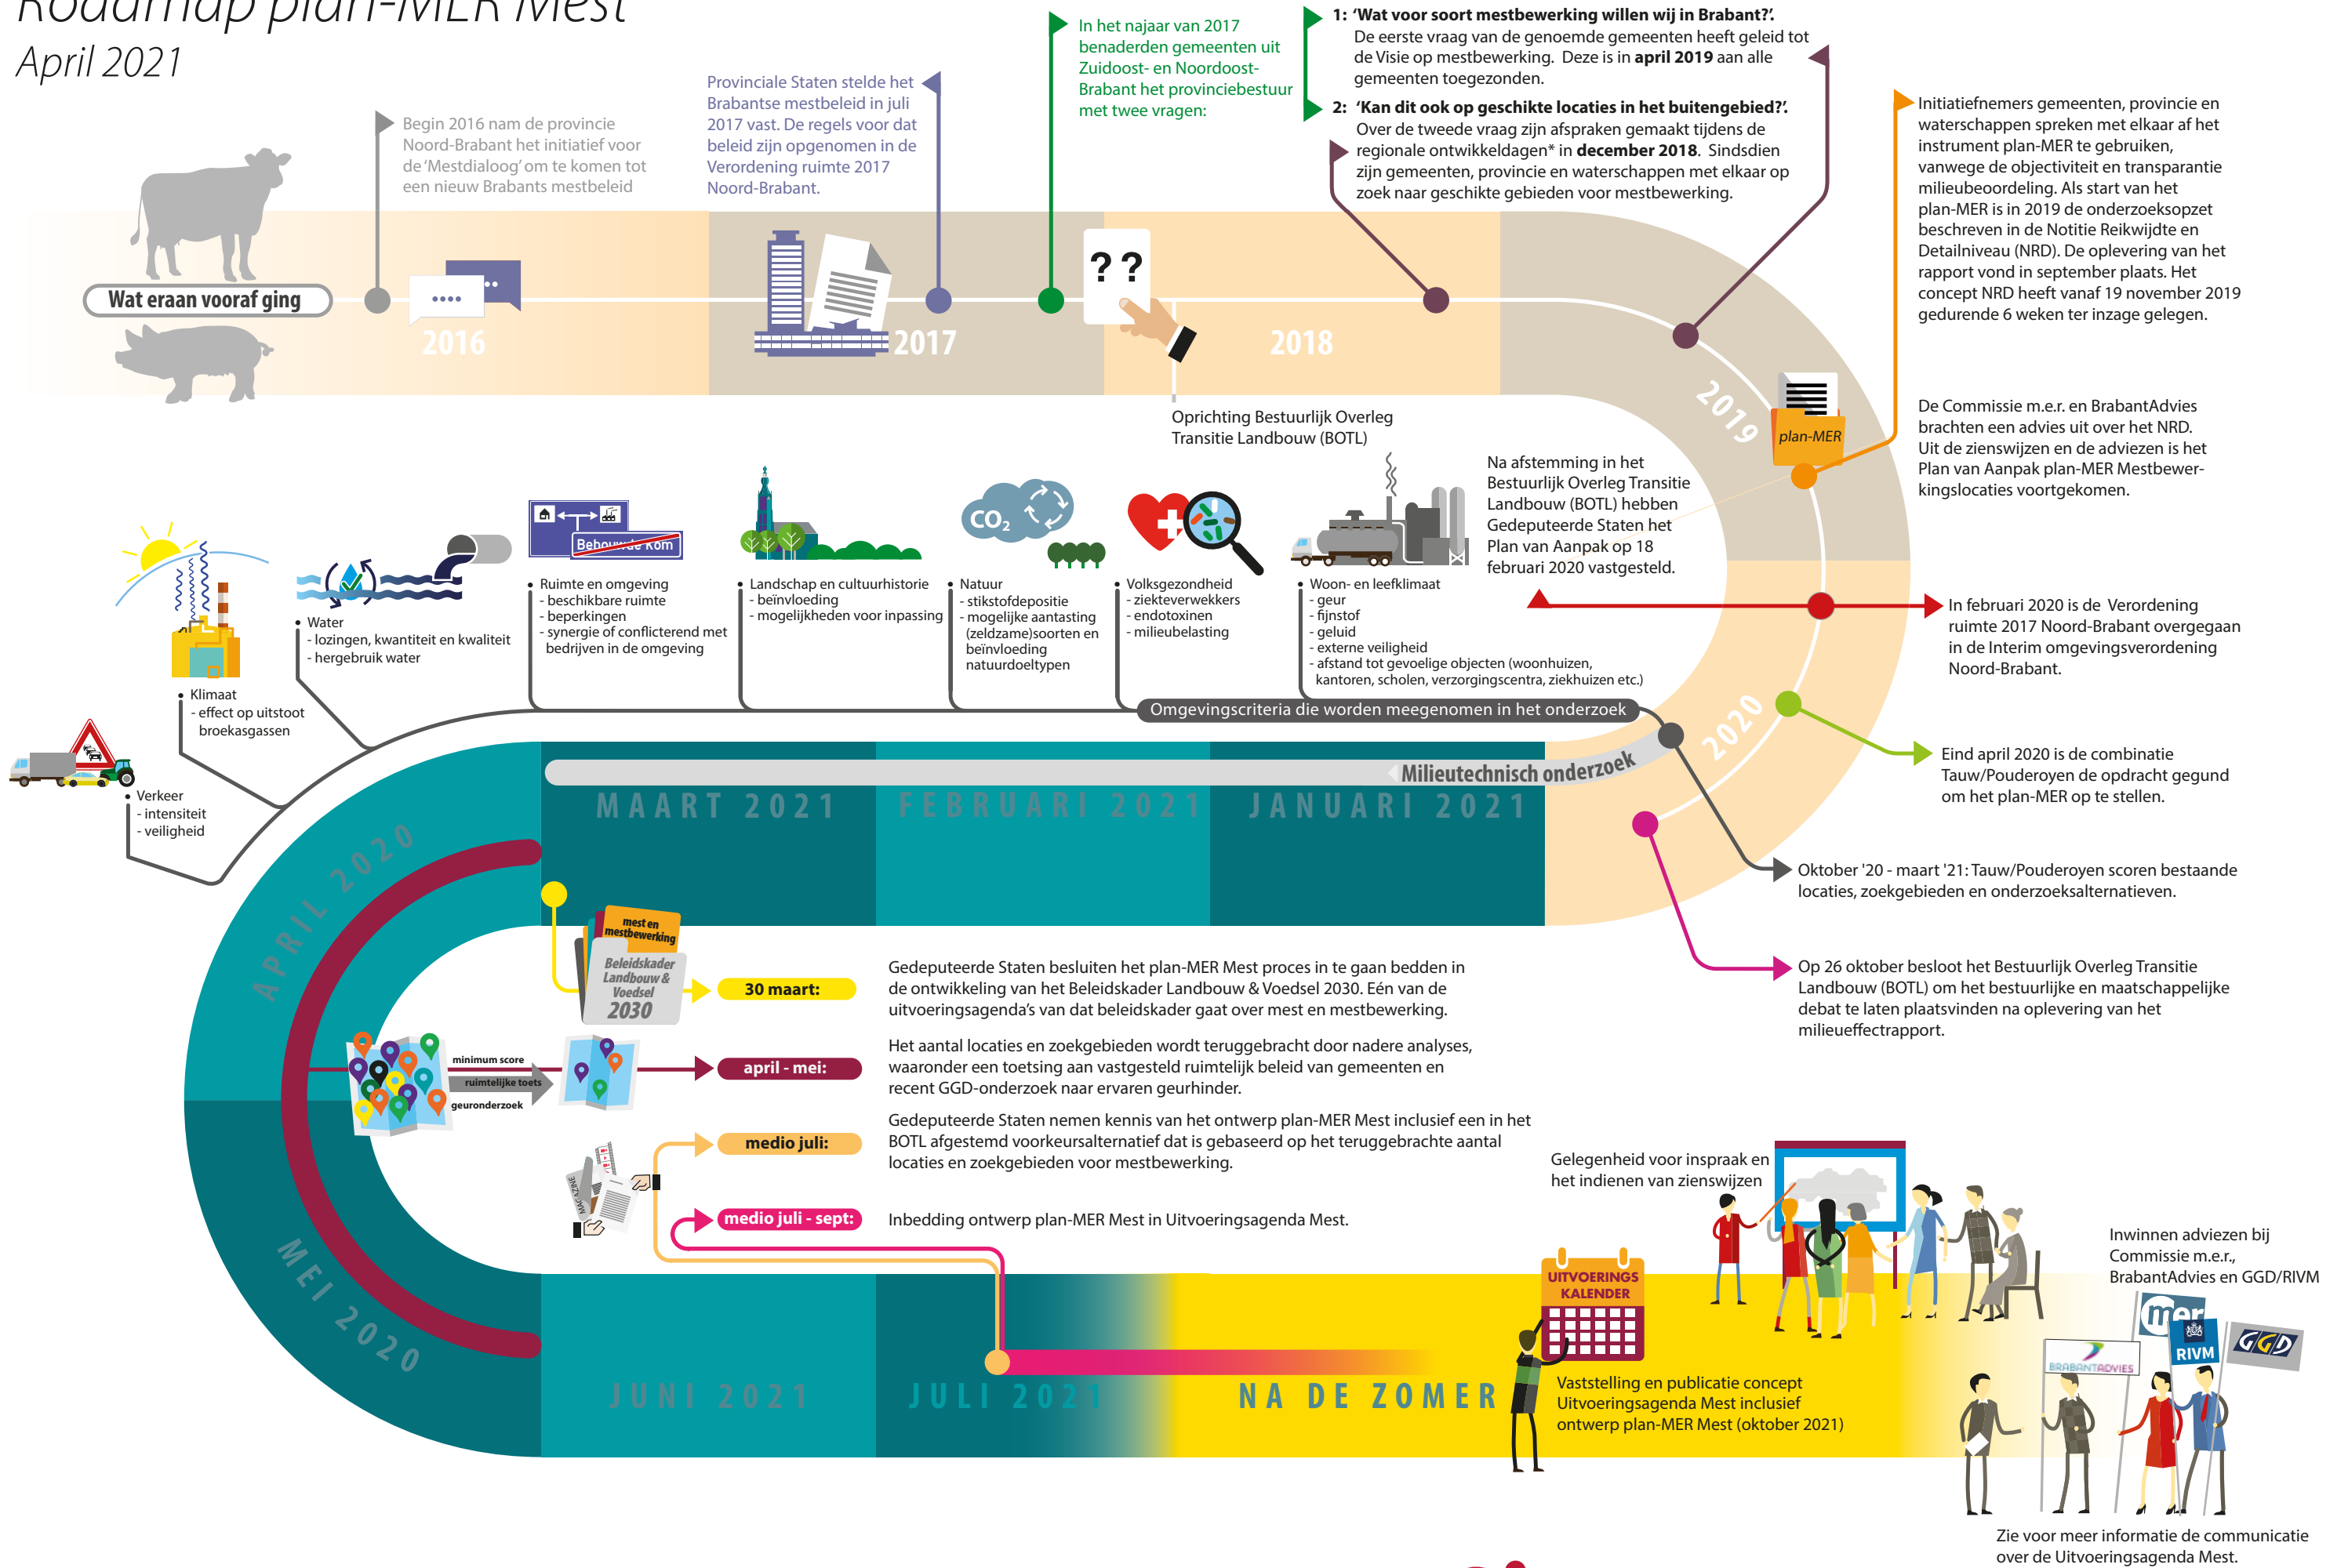 Roadmap plan-MER Mest
April 2021
Begin 2016 nam de provincie
Noord-Brabant het initiatief voor
de ‘Mestdialoog’ om te komen tot
een nieuw Brabants mestbeleid
Provinciale Staten stelde het
Brabantse mestbeleid in juli
2017 vast. De regels voor dat
beleid zijn opgenomen in de
Verordening ruimte 2017
Noord-Brabant.
In het najaar van 2017
benaderden gemeenten uit
Zuidoost- en Noordoost-
Brabant het provinciebestuur
met twee vragen:
1: ‘Wat voor soort mestbewerking willen wij in Brabant?’.
De eerste vraag van de genoemde gemeenten heeft geleid tot
de Visie op mestbewerking. Deze is in april 2019 aan alle
gemeenten toegezonden.
2: ‘Kan dit ook op geschikte locaties in het buitengebied?’.
Over de tweede vraag zijn afspraken gemaakt tijdens de
regionale ontwikkeldagen* in december 2018. Sindsdien
zijn gemeenten, provincie en waterschappen met elkaar op
zoek naar geschikte gebieden voor mestbewerking.
Initiatiefnemers gemeenten, provincie en
waterschappen spreken met elkaar af het
instrument plan-MER te gebruiken,
vanwege de objectiviteit en transparantie
milieubeoordeling. Als start van het
plan-MER is in 2019 de onderzoeksopzet
beschreven in de Notitie Reikwijdte en
Detailniveau (NRD). De oplevering van het
rapport vond in september plaats. Het
concept NRD heeft vanaf 19 november 2019
gedurende 6 weken ter inzage gelegen.
De Commissie m.e.r. en BrabantAdvies
brachten een advies uit over het NRD.
Uit de zienswijzen en de adviezen is het
Plan van Aanpak plan-MER Mestbewer-
kingslocaties voortgekomen.
Wat eraan vooraf ging
2016
2017
? ?
2018
2019
plan-MER
Oprichting Bestuurlijk Overleg
Transitie Landbouw (BOTL)
Na afstemming in het
Bestuurlijk Overleg Transitie
Landbouw (BOTL) hebben
Gedeputeerde Staten het
Plan van Aanpak op 18
februari 2020 vastgesteld.
In februari 2020 is de Verordening
ruimte 2017 Noord-Brabant overgegaan
in de Interim omgevingsverordening
Noord-Brabant.
2020
Eind april 2020 is de combinatie
Tauw/Pouderoyen de opdracht gegund
om het plan-MER op te stellen.
Oktober '20 - maart '21: Tauw/Pouderoyen scoren bestaande
locaties, zoekgebieden en onderzoeksalternatieven.
Op 26 oktober besloot het Bestuurlijk Overleg Transitie
Landbouw (BOTL) om het bestuurlijke en maatschappelijke
debat te laten plaatsvinden na oplevering van het
milieueffectrapport.
Bebouwde Kom
CO2
• Verkeer
- intensiteit
- veiligheid
• Klimaat
- effect op uitstoot
broekasgassen
• Water
- lozingen, kwantiteit en kwaliteit
- hergebruik water
• Ruimte en omgeving
- beschikbare ruimte
- beperkingen
- synergie of conflicterend met
bedrijven in de omgeving
• Landschap en cultuurhistorie
- beïnvloeding
- mogelijkheden voor inpassing
• Natuur
- stikstofdepositie
- mogelijke aantasting
(zeldzame)soorten en
beïnvloeding
natuurdoeltypen
• Volksgezondheid
- ziekteverwekkers
- endotoxinen
- milieubelasting
• Woon- en leefklimaat
- geur
- fijnstof
- geluid
- externe veiligheid
- afstand tot gevoelige objecten (woonhuizen,
kantoren, scholen, verzorgingscentra, ziekhuizen etc.)
Omgevingscriteria die worden meegenomen in het onderzoek
Milieutechnisch onderzoek
JANUARI 2021
FEBRUARI 2021
MAART 2021
APRIL 2020
MEI 2020
mest en
mestbewerking
Beleidskader
Landbouw &
Voedsel
2030
30 maart:
Gedeputeerde Staten besluiten het plan-MER Mest proces in te gaan bedden in
de ontwikkeling van het Beleidskader Landbouw & Voedsel 2030. Eén van de
uitvoeringsagenda’s van dat beleidskader gaat over mest en mestbewerking.
minimum score
ruimtelijke toets
geuronderzoek
april - mei:
Het aantal locaties en zoekgebieden wordt teruggebracht door nadere analyses,
waaronder een toetsing aan vastgesteld ruimtelijk beleid van gemeenten en
recent GGD-onderzoek naar ervaren geurhinder.
MAGAZINE
medio juli:
Gedeputeerde Staten nemen kennis van het ontwerp plan-MER Mest inclusief een in het
BOTL afgestemd voorkeursalternatief dat is gebaseerd op het teruggebrachte aantal
locaties en zoekgebieden voor mestbewerking.
medio juli - sept:
Inbedding ontwerp plan-MER Mest in Uitvoeringsagenda Mest.
JUNI 2021
JULI 2021
NA DE ZOMER
UITVOERINGS
KALENDER
Vaststelling en publicatie concept
Uitvoeringsagenda Mest inclusief
ontwerp plan-MER Mest (oktober 2021)
Gelegenheid voor inspraak en
het indienen van zienswijzen
Inwinnen adviezen bij
Commissie m.e.r.,
BrabantAdvies en GGD/RIVM
mer
RIVM
GGD
BRABANTADVIES
Zie voor meer informatie de communicatie
over de Uitvoeringsagenda Mest.